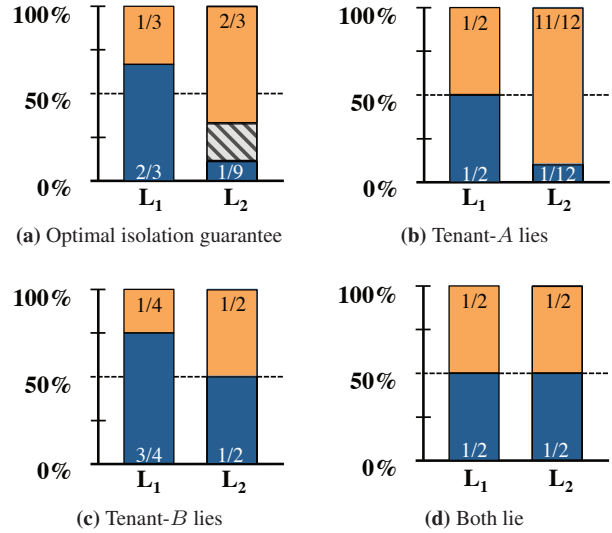 100% 1/3 2/3
50%
2/3 1/9
0%
L1 L2
(a) Optimal isolation guarantee
100% 1/2 11/12
50%
1/2 1/12
0%
L1 L2
(b) Tenant-A lies
100% 1/4 1/2
50%
3/4 1/2
0%
L1 L2
(c) Tenant-B lies
100% 1/2 1/2
50%
1/2 1/2
0%
L1 L2
(d) Both lie